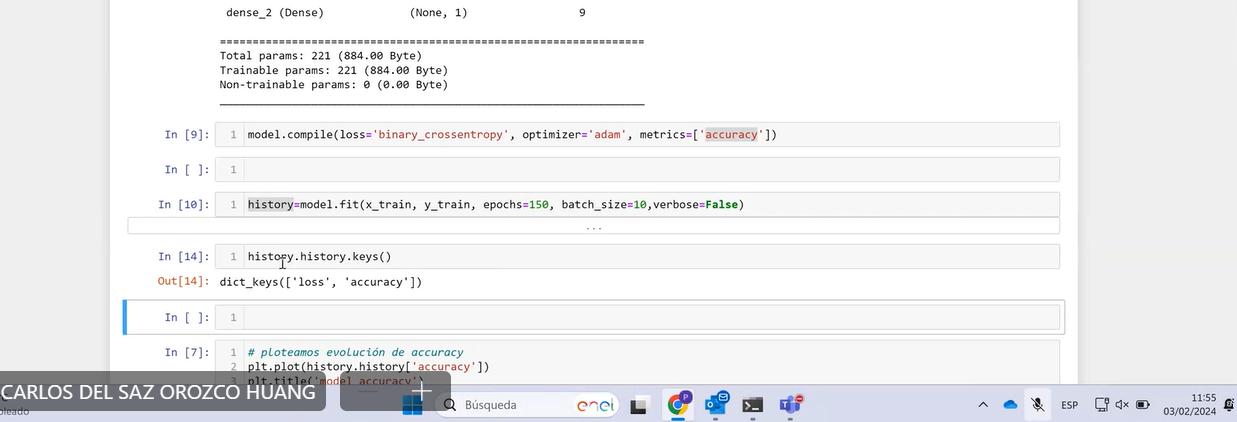 dense_2 (Dense) (None, 1) 9
=================================================================
Total params: 221 (884.00 Byte)
Trainable params: 221 (884.00 Byte)
Non-trainable params: 0 (0.00 Byte)
_________________________________________________________________
In [9]: 1 model.compile(loss='binary_crossentropy', optimizer='adam', metrics=['accuracy'])
In [ ]: 1
In [10]: 1 history=model.fit(x_train, y_train, epochs=150, batch_size=10,verbose=False)
...
In [14]: 1 history.history.keys()
Out[14]: dict_keys(['loss', 'accuracy'])
In [ ]: 1
In [7]: 1 # ploteamos evolución de accuracy
2 plt.plot(history.history['accuracy'])
3 plt.title('model accuracy')
CARLOS DEL SAZ OROZCO HUANG
Búsqueda
enel
P
ESP
11:55
03/02/2024